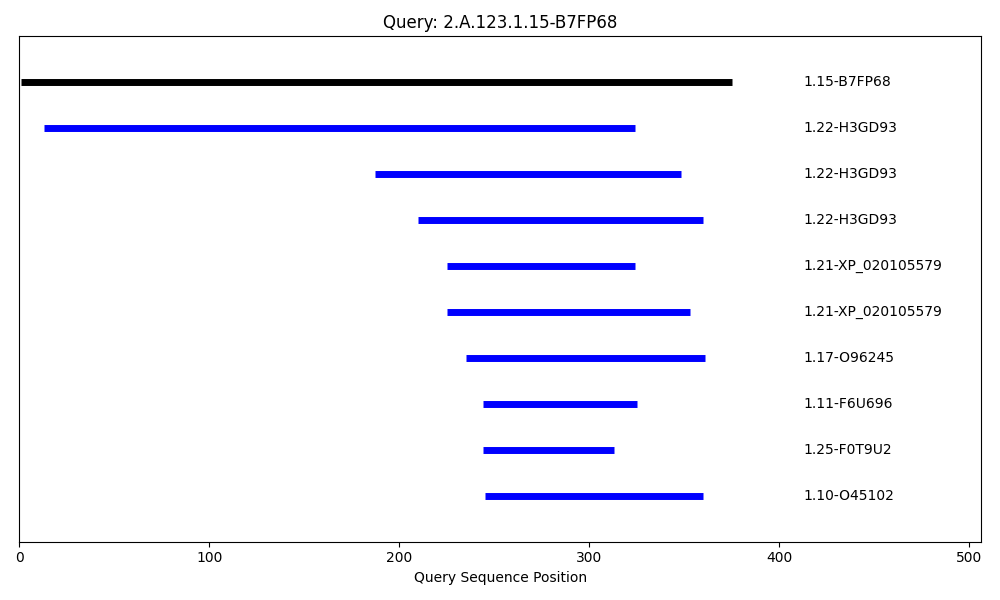 Query: 2.A.123.1.15-B7FP68
1.15-B7FP68
1.22-H3GD93
1.22-H3GD93
1.22-H3GD93
1.21-XP_020105579
1.21-XP_020105579
1.17-O96245
1.11-F6U696
1.25-F0T9U2
1.10-O45102
0 100 200 300 400 500
Query Sequence Position